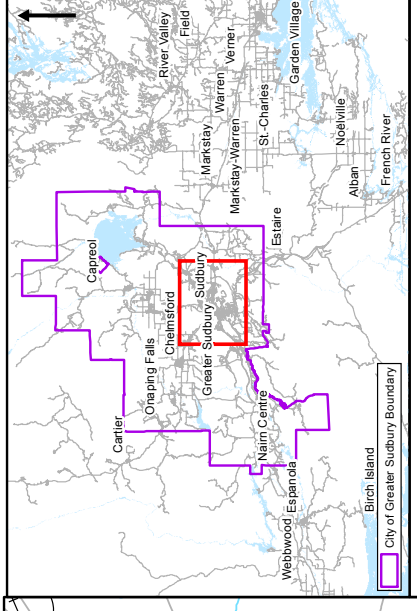 River Valley
Field
Verner
Warren
Garden Village
Markstay
St.-Charles
Markstay-Warren
Noëlville
Alban
French River
Estaire
Capreol
Sudbury
Chelmsford
Greater Sudbury
Onaping Falls
Cartier
Nairn Centre
Espanola
Webbwood
Birch Island
City of Greater Sudbury Boundary